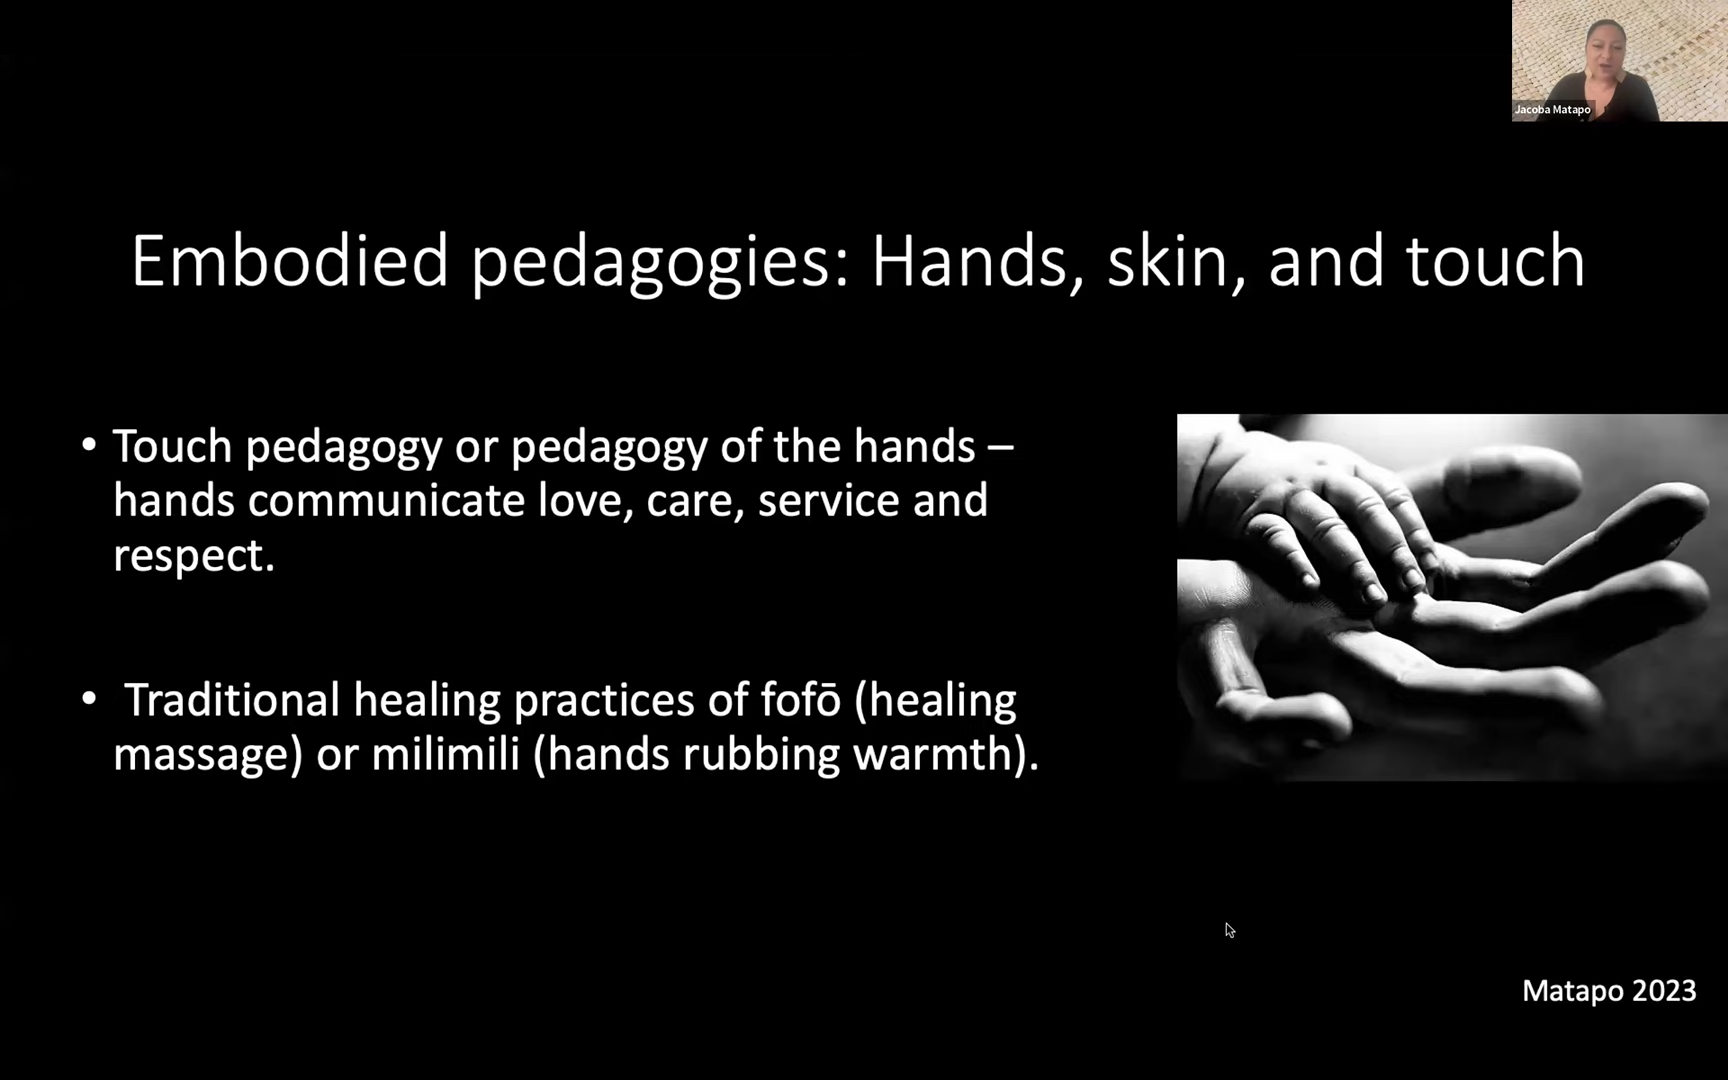 Jacoba Matapo
Embodied pedagogies: Hands, skin, and touch
• Touch pedagogy or pedagogy of the hands –
hands communicate love, care, service and
respect.
• Traditional healing practices of fofō (healing
massage) or milimili (hands rubbing warmth).
Matapo 2023